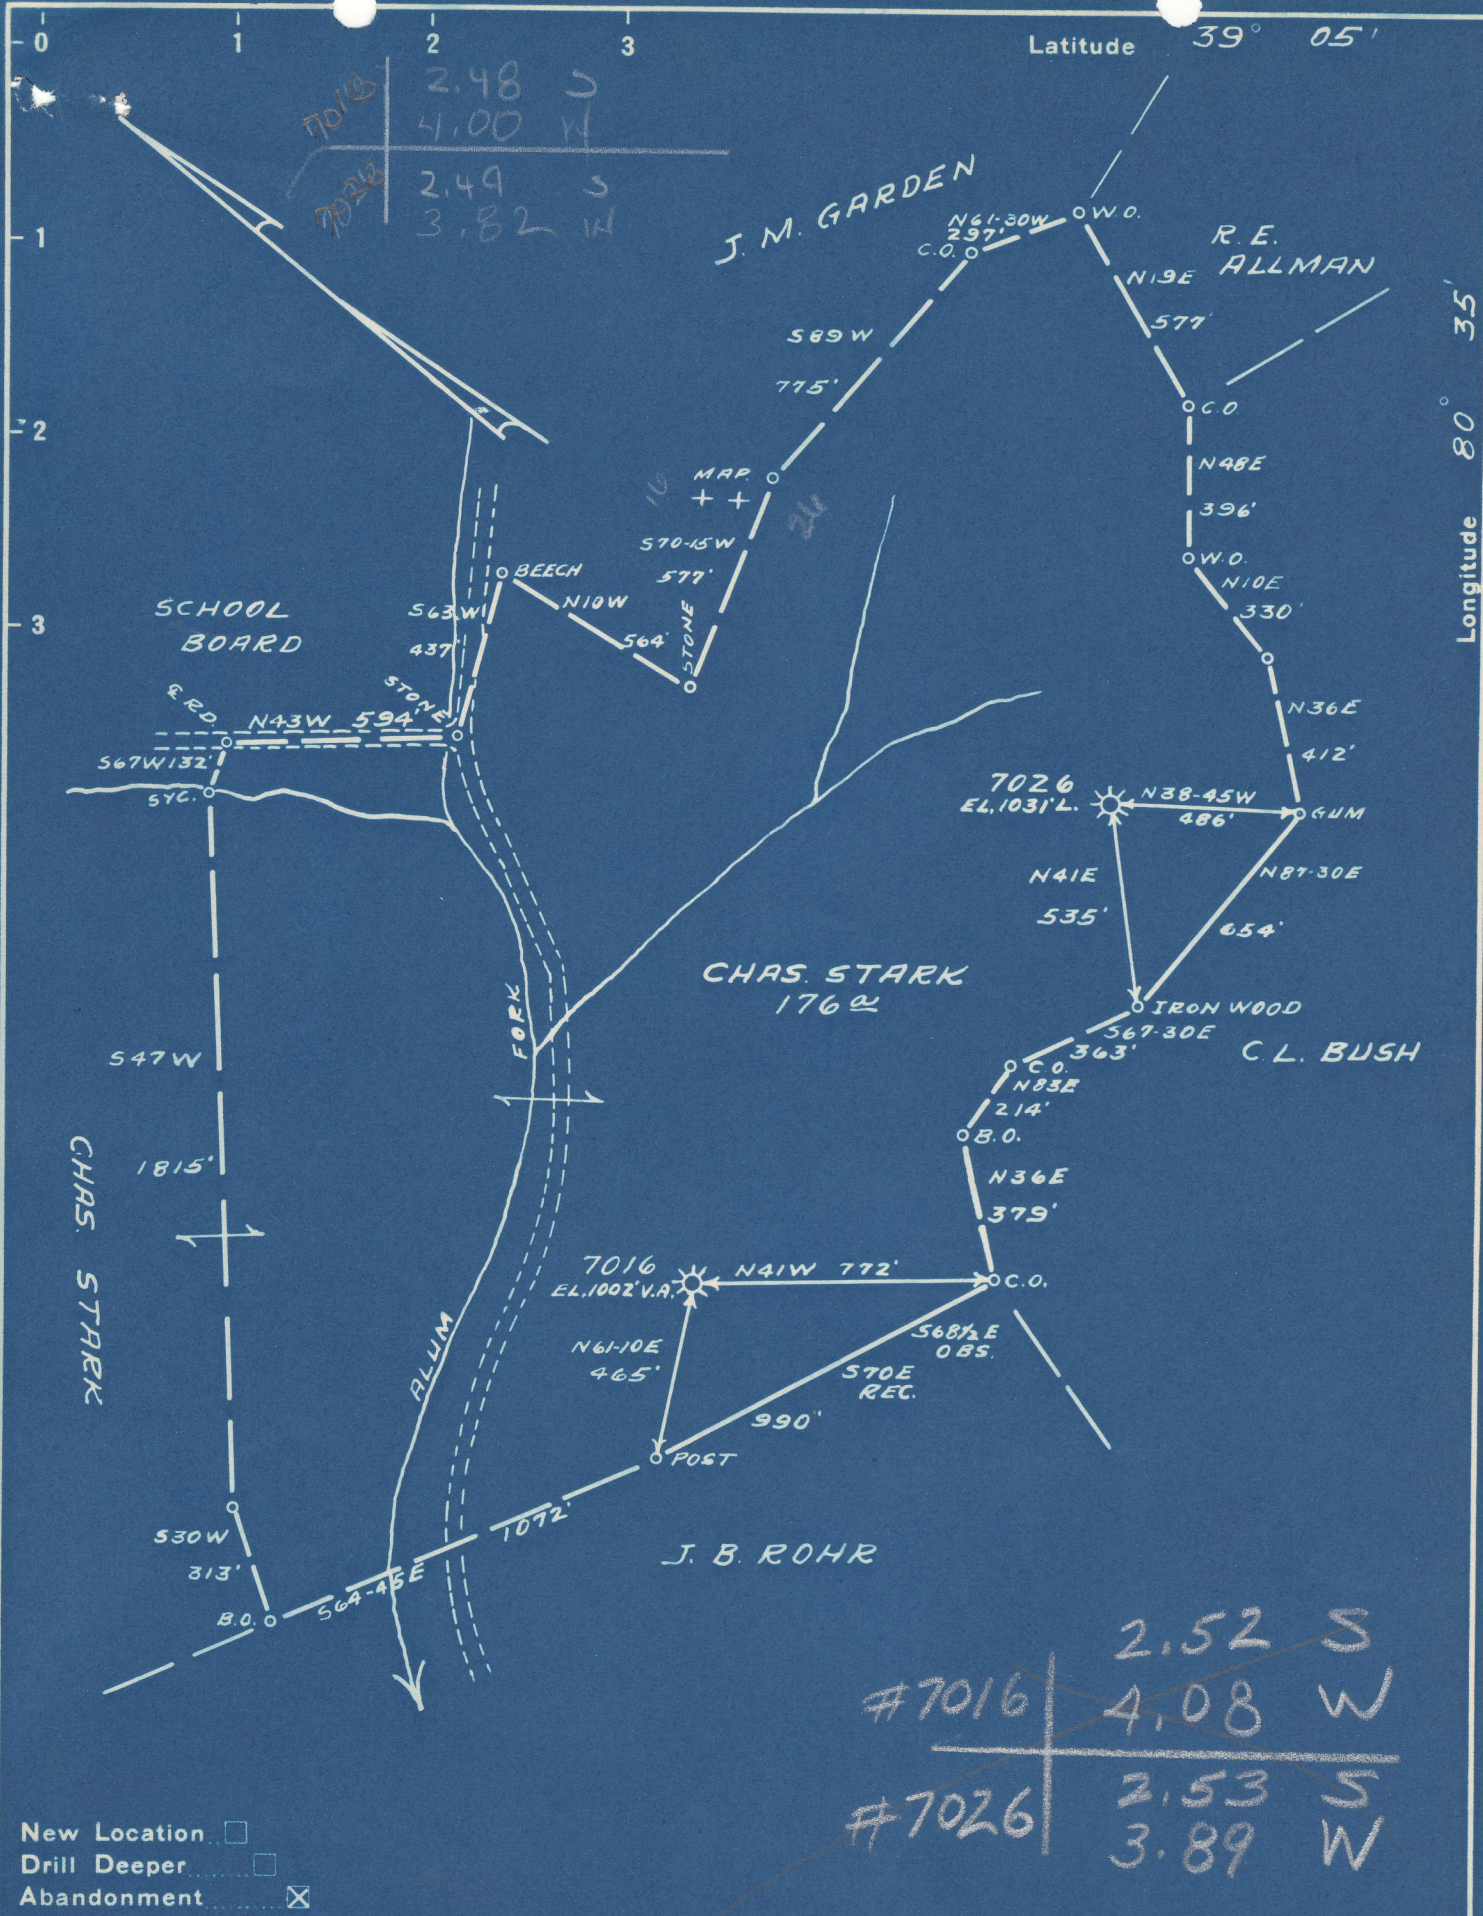 0 1 2 3
Latitude 39° 05'
7016 2.48 S
4.00 W
7026 2.49 S
3.82 W
1
2
3
Longitude 80° 35'
J. M. GARDEN
N61-30W
297'
C.O.
W.O.
R. E.
ALLMAN
N19E
577'
S89W
775'
C.O
N48E
396'
W.O.
N10E
330'
MAP.
+ +
16
26
S70-15W
577'
STONE
BEECH
N10W
564'
S63W
437'
SCHOOL
BOARD
STONE
℄ RD.
N43W 594'
S67W 132'
SYC.
N36E
412'
7026
EL. 1031' L.
N38-45W
486'
GUM
N41E
535'
N87-30E
654'
CHAS. STARK
176 a
IRON WOOD
S67-30E
363'
C. L. BUSH
C.O.
N83E
214'
B.O.
N36E
379'
FORK
S47W
1815'
CHAS. STARK
7016
EL. 1002' V.A.
N41W 772'
C.O.
N61-10E
465'
S68½E
OBS.
S70E
REC.
990'
ALUM
POST
1072'
S64-45E
S30W
313'
B.O.
J. B. ROHR
#7016 2.52 S
4.08 W
#7026 2.53 S
3.89 W
New Location
Drill Deeper
Abandonment X